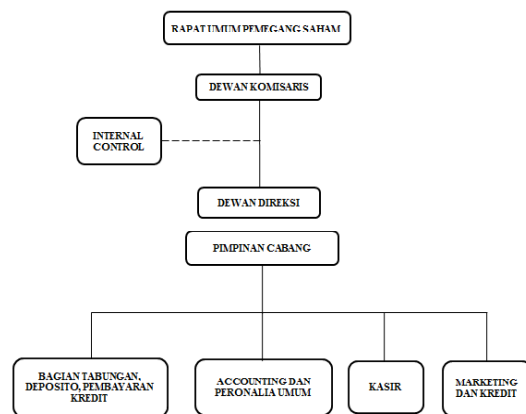 RAPAT UMUM PEMEGANG SAHAM
DEWAN KOMISARIS
INTERNAL
CONTROL
DEWAN DIREKSI
PIMPINAN CABANG
BAGIAN TABUNGAN,
DEPOSITO, PEMBAYARAN
KREDIT
ACCOUNTING DAN
PERONALIA UMUM
KASIR
MARKETING
DAN KREDIT